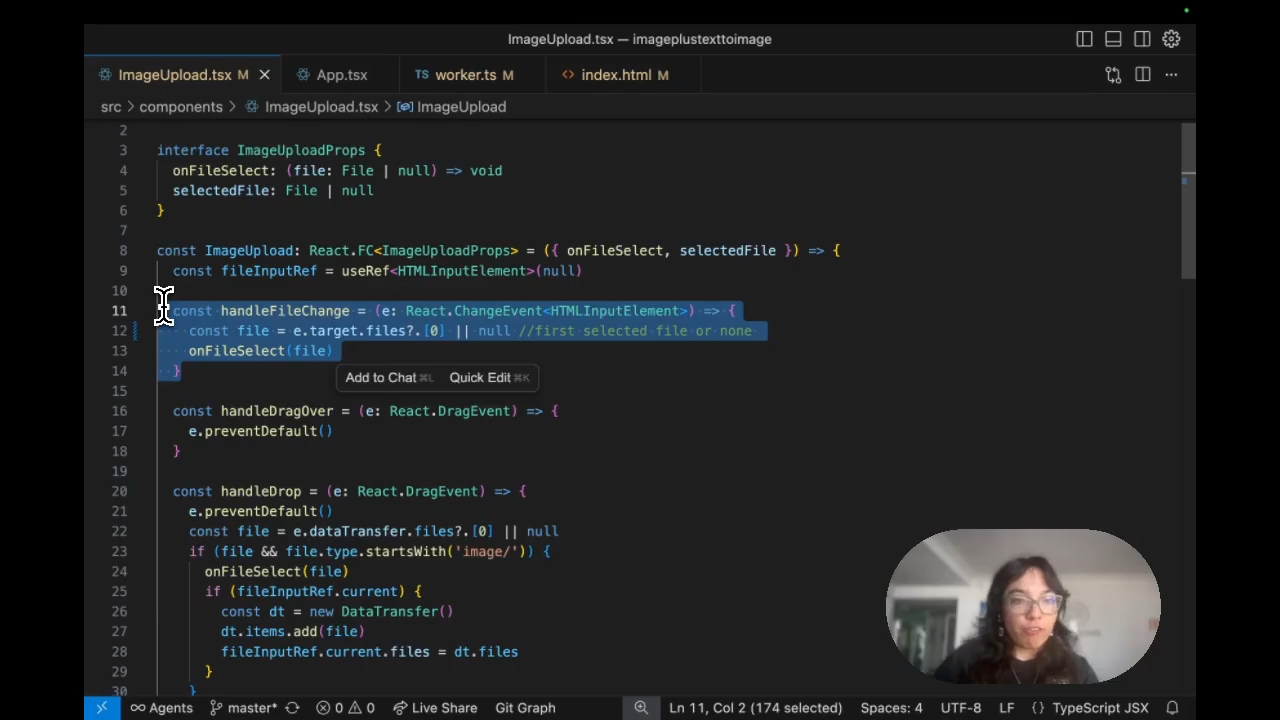 ImageUpload.tsx — imageplustexttoimage
ImageUpload.tsx M App.tsx TS worker.ts M <> index.html M
src > components > ImageUpload.tsx > ImageUpload
2
3 interface ImageUploadProps {
4 onFileSelect: (file: File | null) => void
5 selectedFile: File | null
6 }
7
8 const ImageUpload: React.FC<ImageUploadProps> = ({ onFileSelect, selectedFile }) => {
9 const fileInputRef = useRef<HTMLInputElement>(null)
10
11 const handleFileChange = (e: React.ChangeEvent<HTMLInputElement>) => {
12 const file = e.target.files?.[0] || null //first selected file or none
13 onFileSelect(file)
14 }
Add to Chat ⌘L Quick Edit ⌘K
15
16 const handleDragOver = (e: React.DragEvent) => {
17 e.preventDefault()
18 }
19
20 const handleDrop = (e: React.DragEvent) => {
21 e.preventDefault()
22 const file = e.dataTransfer.files?.[0] || null
23 if (file && file.type.startsWith('image/')) {
24 onFileSelect(file)
25 if (fileInputRef.current) {
26 const dt = new DataTransfer()
27 dt.items.add(file)
28 fileInputRef.current.files = dt.files
29 }
30 }
Agents master* 0 0 Live Share Git Graph Ln 11, Col 2 (174 selected) Spaces: 4 UTF-8 LF {} TypeScript JSX